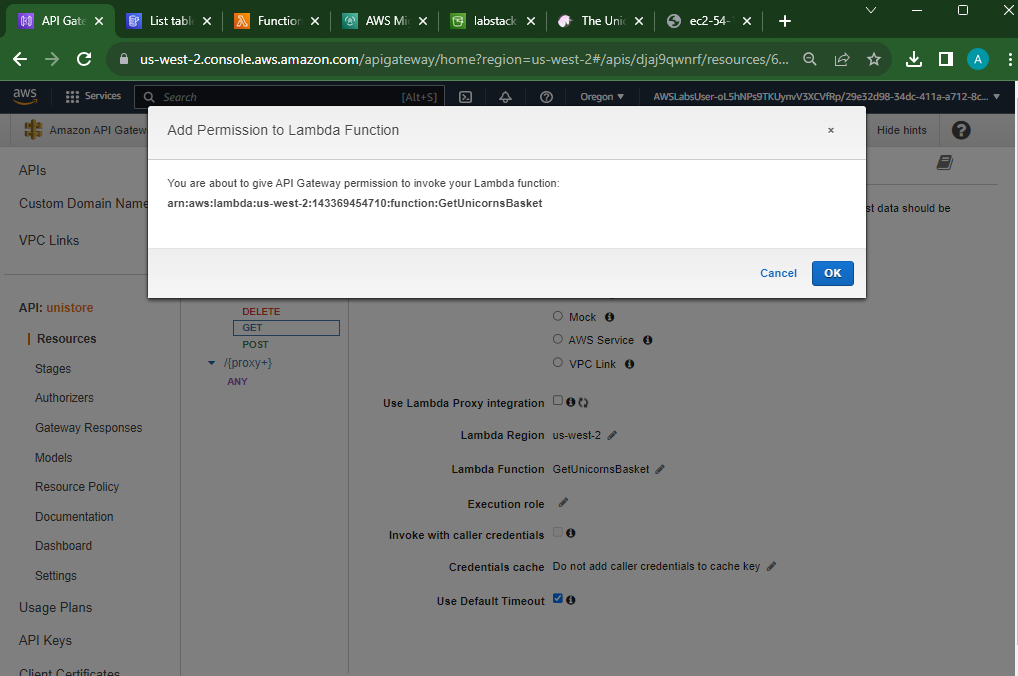 API Gate
List table
Function
AWS Mi
labstack
The Uni
ec2-54-
us-west-2.console.aws.amazon.com/apigateway/home?region=us-west-2#/apis/djaj9qwnrf/resources/6...
A
aws
Services
Search
[Alt+S]
Oregon
AWSLabsUser-oL5hNPs9TKUynvV3XCVfRp/29e32d98-34dc-411a-a712-8c...
Amazon API Gatew
Hide hints
Add Permission to Lambda Function
×
You are about to give API Gateway permission to invoke your Lambda function:
arn:aws:lambda:us-west-2:143369454710:function:GetUnicornsBasket
Cancel
OK
st data should be
APIs
Custom Domain Name
VPC Links
API: unistore
Resources
Stages
Authorizers
Gateway Responses
Models
Resource Policy
Documentation
Dashboard
Settings
Usage Plans
API Keys
Client Certificates
DELETE
GET
POST
/{proxy+}
ANY
Mock
AWS Service
VPC Link
Use Lambda Proxy integration
Lambda Region us-west-2
Lambda Function GetUnicornsBasket
Execution role
Invoke with caller credentials
Credentials cache Do not add caller credentials to cache key
Use Default Timeout